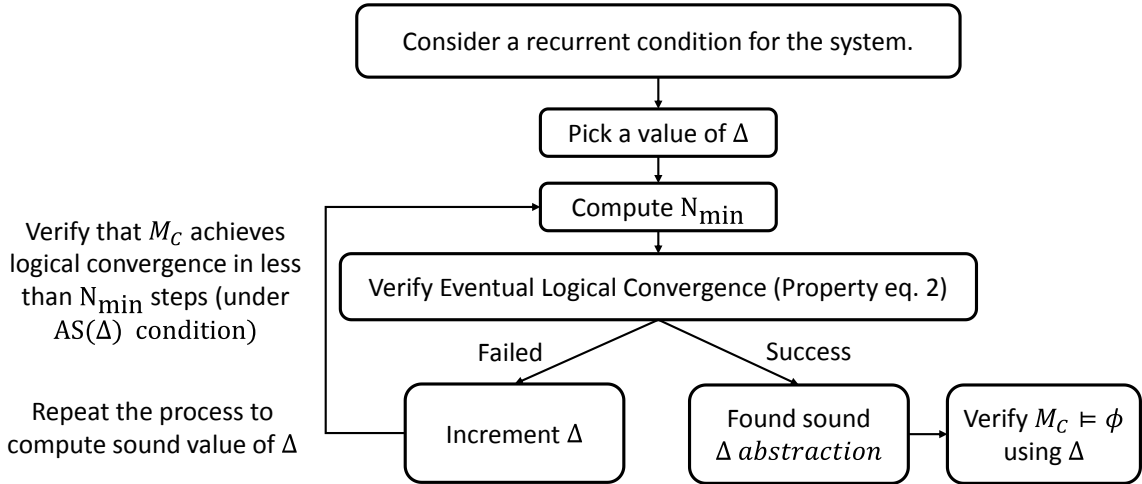 Consider a recurrent condition for the system.
Pick a value of Δ
Compute N_min
Verify that M_C achieves
logical convergence in less
than N_min steps (under
AS(Δ) condition)
Verify Eventual Logical Convergence (Property eq. 2)
Failed
Success
Repeat the process to
compute sound value of Δ
Increment Δ
Found sound
Δ abstraction
Verify M_C ⊨ ϕ
using Δ